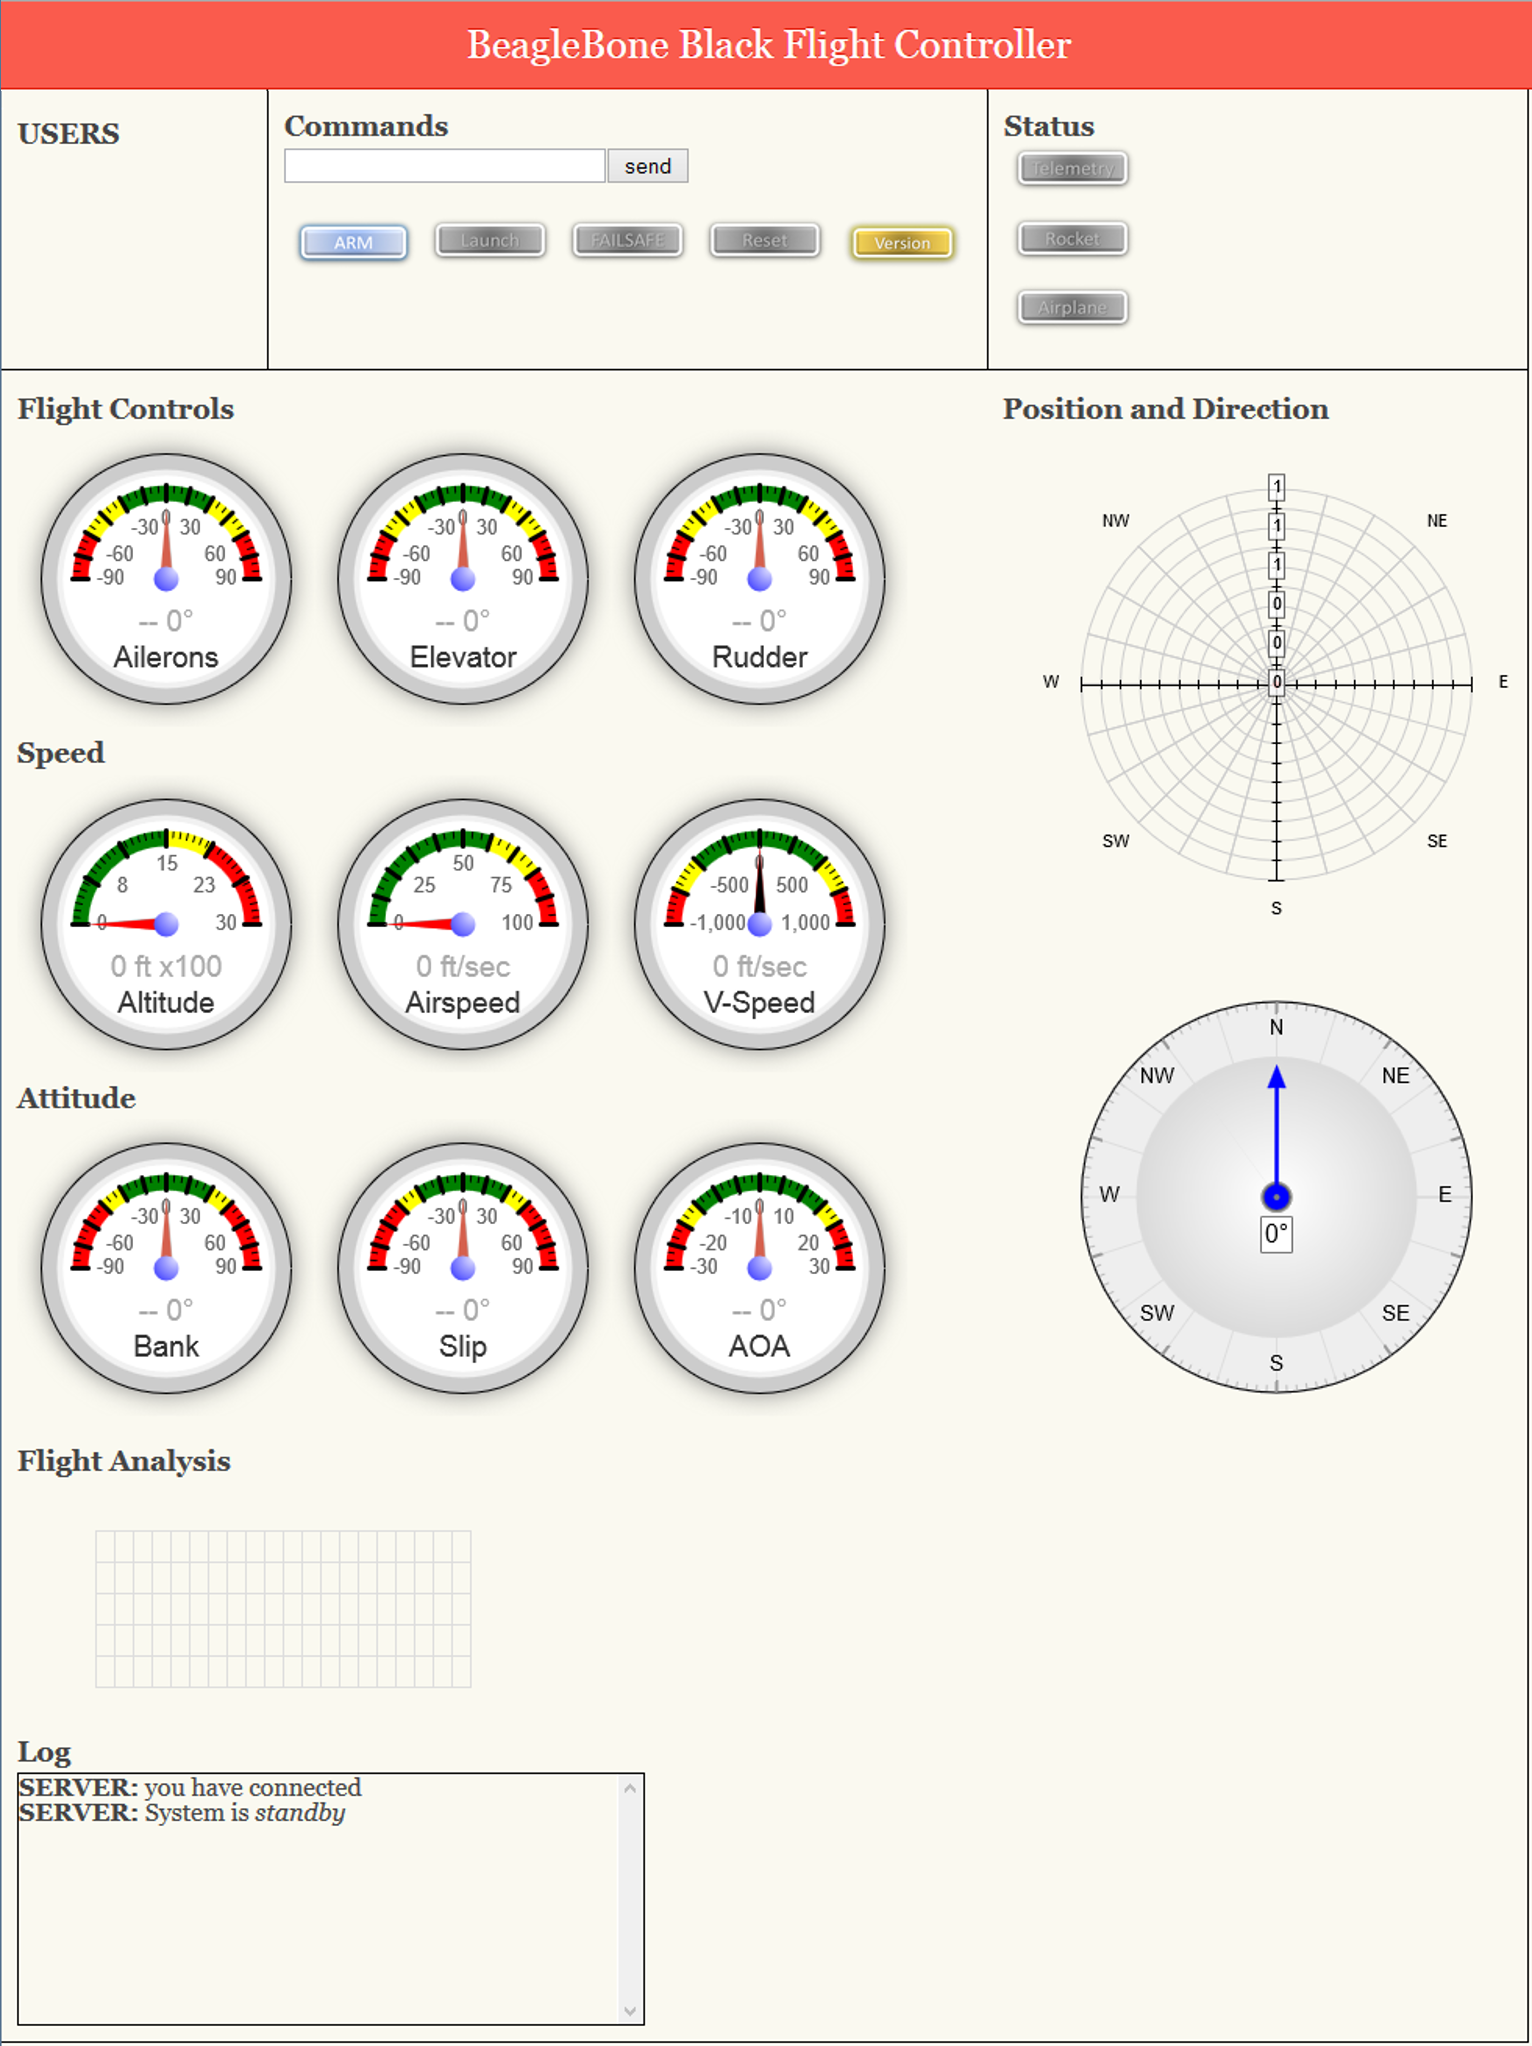 BeagleBone Black Flight Controller
USERS
Commands
send
ARM
Launch
FAILSAFE
Reset
Version
Status
Telemetry
Rocket
Airplane
Flight Controls
-90 -60 -30 0 30 60 90
-- 0°
Ailerons
-90 -60 -30 0 30 60 90
-- 0°
Elevator
-90 -60 -30 0 30 60 90
-- 0°
Rudder
Speed
0 8 15 23 30
0 ft x100
Altitude
0 25 50 75 100
0 ft/sec
Airspeed
-1,000 -500 0 500 1,000
0 ft/sec
V-Speed
Attitude
-90 -60 -30 0 30 60 90
-- 0°
Bank
-90 -60 -30 0 30 60 90
-- 0°
Slip
-30 -20 -10 0 10 20 30
-- 0°
AOA
Position and Direction
1
NW 1 NE
1
0
0
W 0 E
SW SE
S
N
NW NE
W E
0°
SW SE
S
Flight Analysis
Log
SERVER: you have connected
SERVER: System is standby